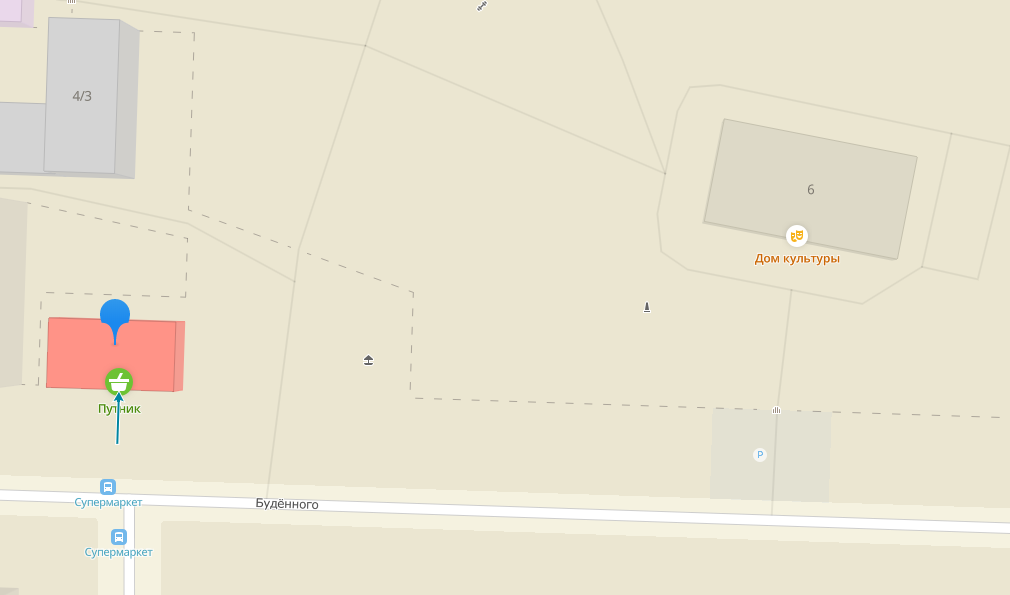 4/3
6
Дом культуры
Путник
P
Супермаркет
Будённого
Супермаркет